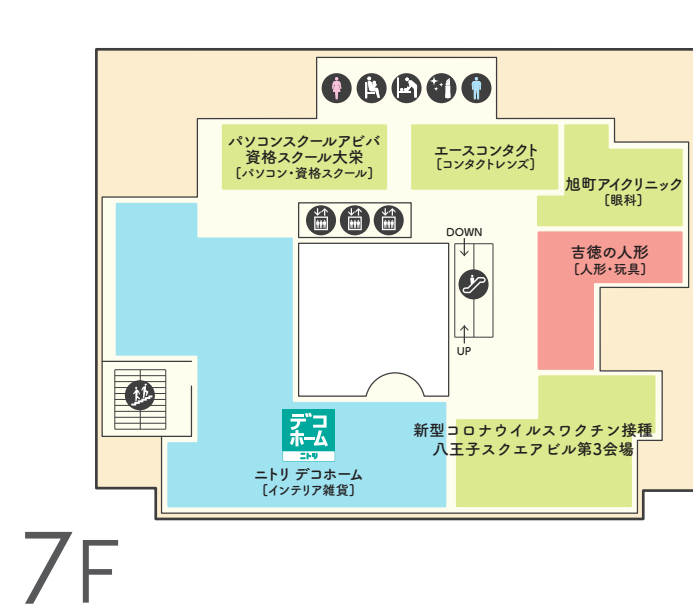 パソコンスクールアビバ
資格スクール大栄
[パソコン・資格スクール]
エースコンタクト
[コンタクトレンズ]
旭町アイクリニック
[眼科]
吉徳の人形
[人形・玩具]
DOWN
UP
デコ
ホーム
ニトリ
ニトリ デコホーム
[インテリア雑貨]
新型コロナウイルスワクチン接種
八王子スクエアビル第3会場
7F